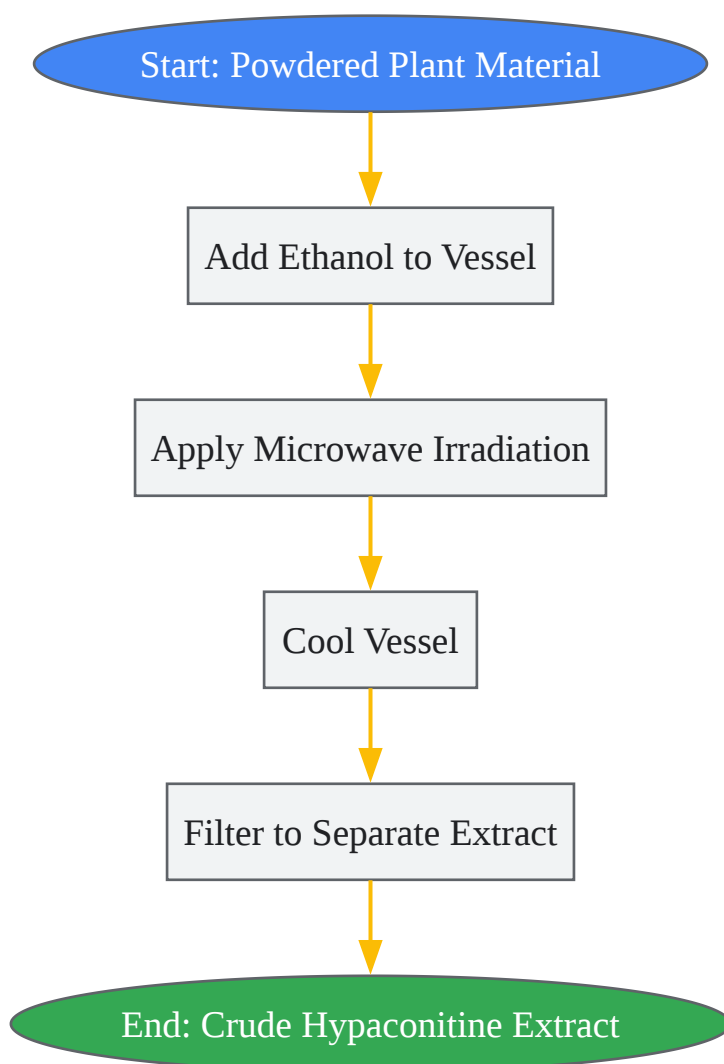 Start: Powdered Plant Material
Add Ethanol to Vessel
Apply Microwave Irradiation
Cool Vessel
Filter to Separate Extract
End: Crude Hypaconitine Extract